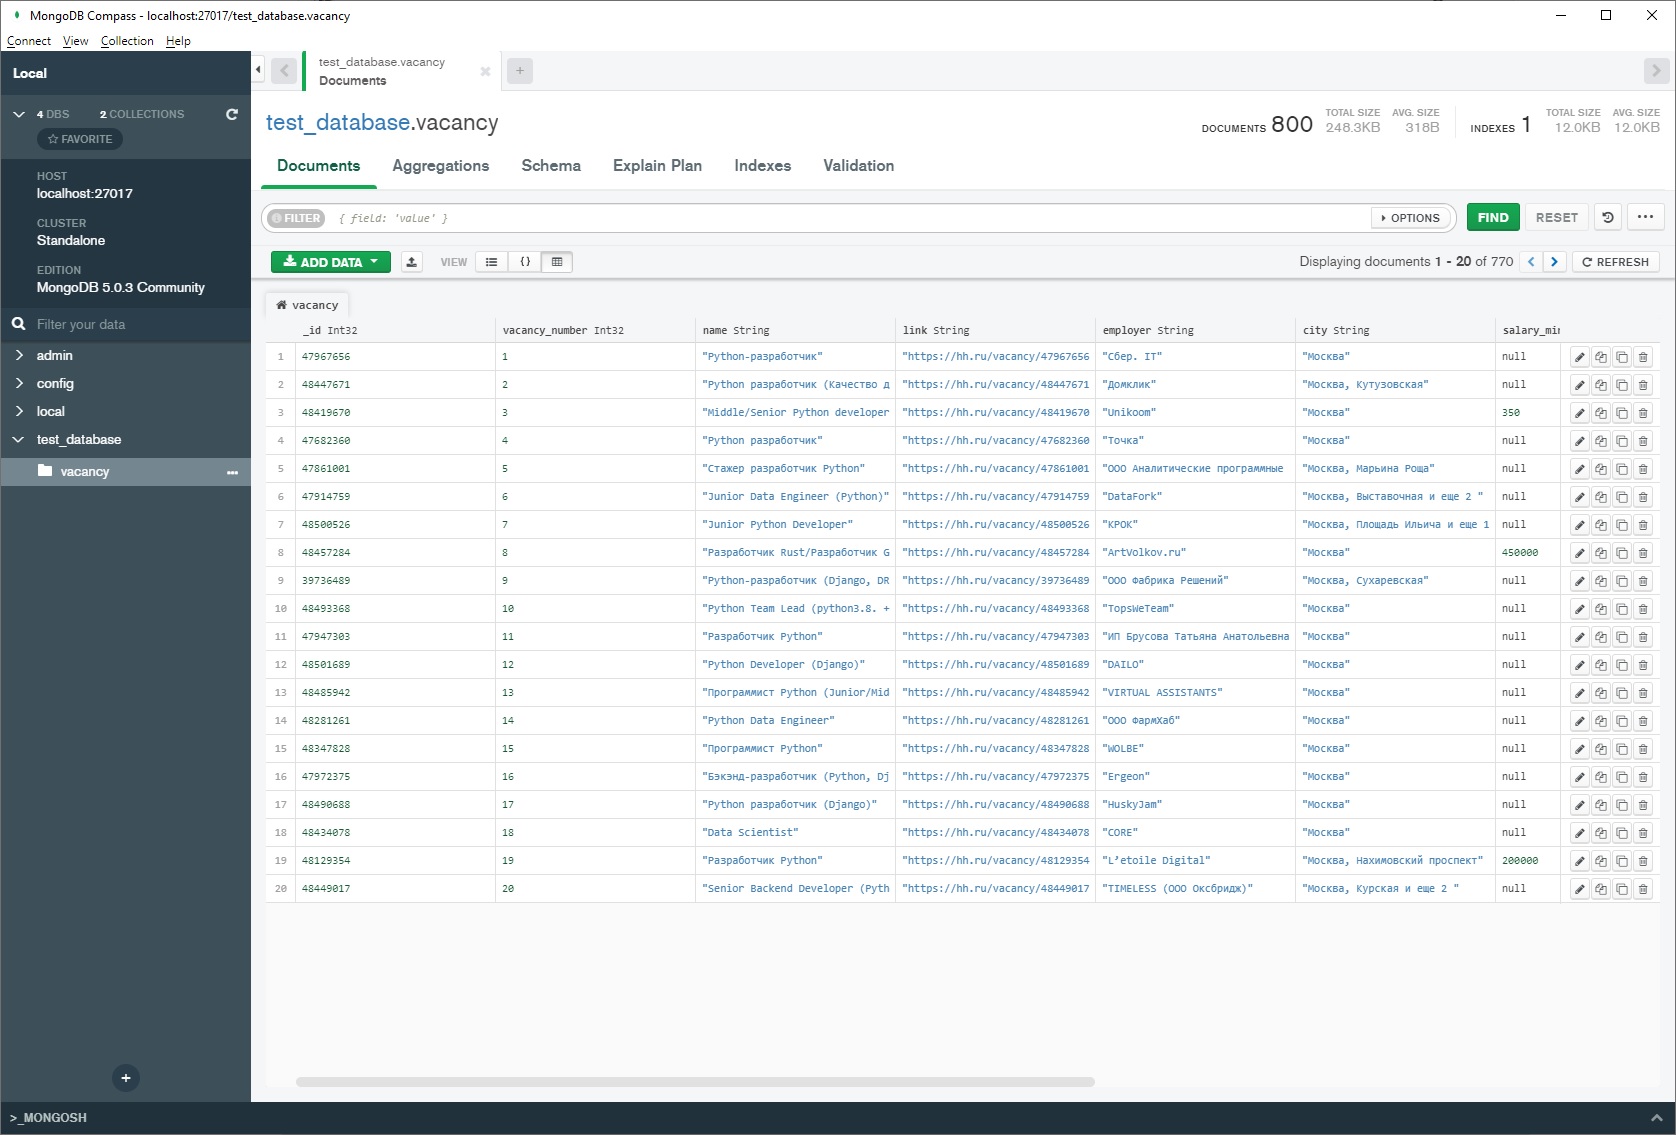 MongoDB Compass - localhost:27017/test_database.vacancy
Connect View Collection Help
Local
4 DBS 2 COLLECTIONS
FAVORITE
HOST
localhost:27017
CLUSTER
Standalone
EDITION
MongoDB 5.0.3 Community
Filter your data
admin
config
local
test_database
vacancy
test_database.vacancy
Documents
test_database.vacancy
DOCUMENTS 800 TOTAL SIZE 248.3KB AVG. SIZE 318B INDEXES 1 TOTAL SIZE 12.0KB AVG. SIZE 12.0KB
Documents Aggregations Schema Explain Plan Indexes Validation
FILTER { field: 'value' } OPTIONS FIND RESET
ADD DATA VIEW {} Displaying documents 1 - 20 of 770 REFRESH
vacancy
_id Int32 vacancy_number Int32 name String link String employer String city String salary_min
1 47967656 1 "Python-разработчик" "https://hh.ru/vacancy/47967656 "Сбер. IT" "Москва" null
2 48447671 2 "Python разработчик (Качество д "https://hh.ru/vacancy/48447671 "Домклик" "Москва, Кутузовская" null
3 48419670 3 "Middle/Senior Python developer "https://hh.ru/vacancy/48419670 "Unikoom" "Москва" 350
4 47682360 4 "Python разработчик" "https://hh.ru/vacancy/47682360 "Точка" "Москва" null
5 47861001 5 "Стажер разработчик Python" "https://hh.ru/vacancy/47861001 "ООО Аналитические программные "Москва, Марьина Роща" null
6 47914759 6 "Junior Data Engineer (Python)" "https://hh.ru/vacancy/47914759 "DataFork" "Москва, Выставочная и еще 2 " null
7 48500526 7 "Junior Python Developer" "https://hh.ru/vacancy/48500526 "КРОК" "Москва, Площадь Ильича и еще 1 null
8 48457284 8 "Разработчик Rust/Разработчик G "https://hh.ru/vacancy/48457284 "ArtVolkov.ru" "Москва" 450000
9 39736489 9 "Python-разработчик (Django, DR "https://hh.ru/vacancy/39736489 "ООО Фабрика Решений" "Москва, Сухаревская" null
10 48493368 10 "Python Team Lead (python3.8. + "https://hh.ru/vacancy/48493368 "TopsWeTeam" "Москва" null
11 47947303 11 "Разработчик Python" "https://hh.ru/vacancy/47947303 "ИП Брусова Татьяна Анатольевна "Москва" null
12 48501689 12 "Python Developer (Django)" "https://hh.ru/vacancy/48501689 "DAILO" "Москва" null
13 48485942 13 "Программист Python (Junior/Mid "https://hh.ru/vacancy/48485942 "VIRTUAL ASSISTANTS" "Москва" null
14 48281261 14 "Python Data Engineer" "https://hh.ru/vacancy/48281261 "ООО ФармХаб" "Москва" null
15 48347828 15 "Программист Python" "https://hh.ru/vacancy/48347828 "WOLBE" "Москва" null
16 47972375 16 "Бэкэнд-разработчик (Python, Dj "https://hh.ru/vacancy/47972375 "Ergeon" "Москва" null
17 48490688 17 "Python разработчик (Django)" "https://hh.ru/vacancy/48490688 "HuskyJam" "Москва" null
18 48434078 18 "Data Scientist" "https://hh.ru/vacancy/48434078 "CORE" "Москва" null
19 48129354 19 "Разработчик Python" "https://hh.ru/vacancy/48129354 "L’etoile Digital" "Москва, Нахимовский проспект" 200000
20 48449017 20 "Senior Backend Developer (Pyth "https://hh.ru/vacancy/48449017 "TIMELESS (ООО Оксбридж)" "Москва, Курская и еще 2 " null
>_MONGOSH